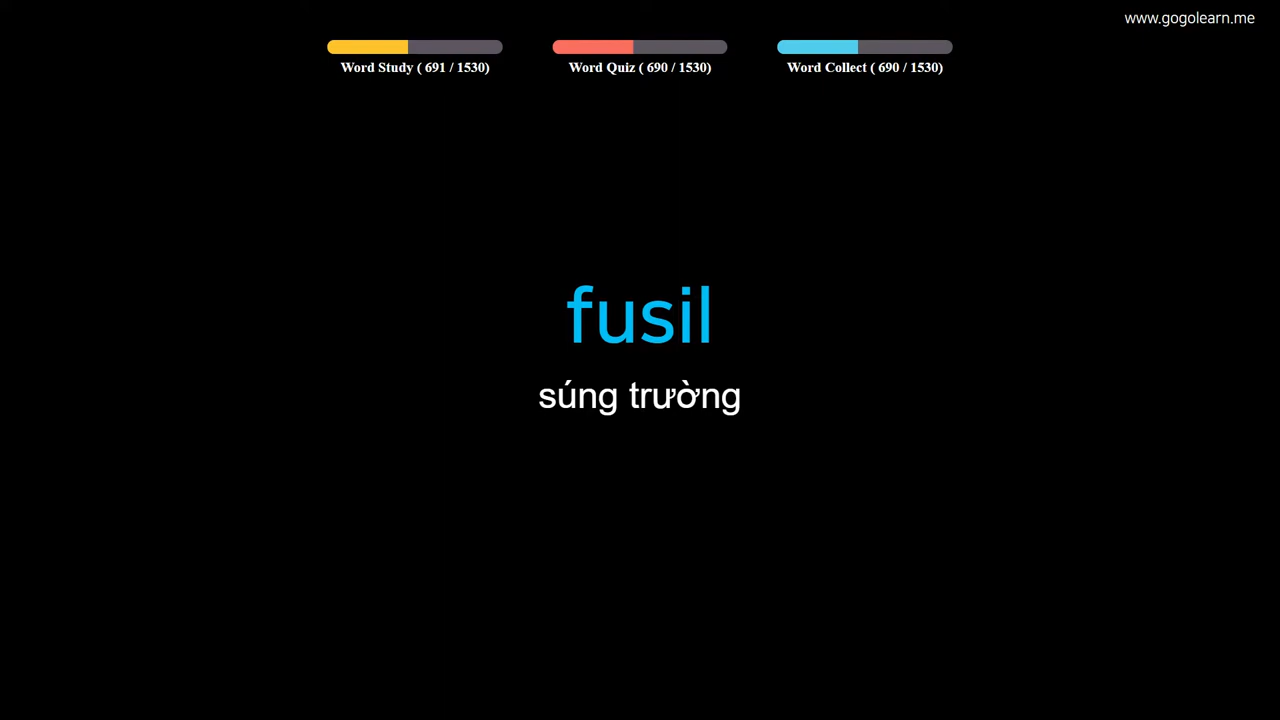 www.gogolearn.me
Word Study ( 691 / 1530)
Word Quiz ( 690 / 1530)
Word Collect ( 690 / 1530)
fusil
súng trường